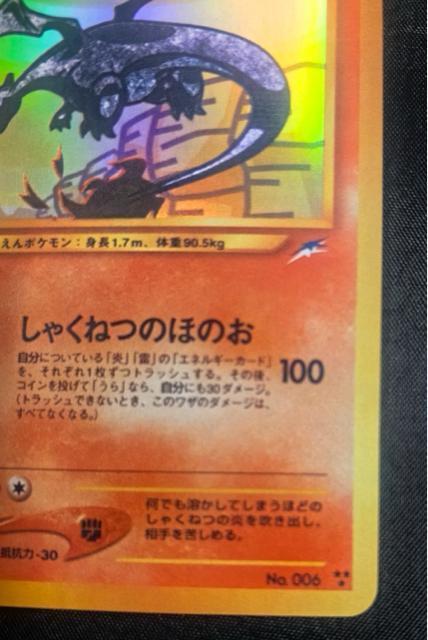 えんポケモン：身長1.7m、体重90.5kg
しゃくねつのほのお
自分についている「炎」「雷」の「エネルギーカード」
を、それぞれ1枚ずつトラッシュする。その後、
コインを投げて「うら」なら、自分にも30ダメージ。
（トラッシュできないとき、このワザのダメージは、
すべてなくなる。）
100
何でも溶かしてしまうほどの
しゃくねつの炎を吹き出し、
相手を苦しめる。
抵抗力 -30
No. 006 ★★★